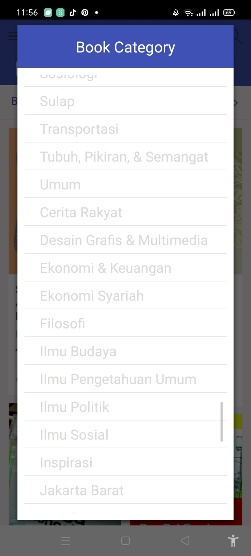 11:56
Book Category
Sosiologi
Sulap
Transportasi
Tubuh, Pikiran, & Semangat
Umum
Cerita Rakyat
Desain Grafis & Multimedia
Ekonomi & Keuangan
Ekonomi Syariah
Filosofi
Ilmu Budaya
Ilmu Pengetahuan Umum
Ilmu Politik
Ilmu Sosial
Inspirasi
Jakarta Barat